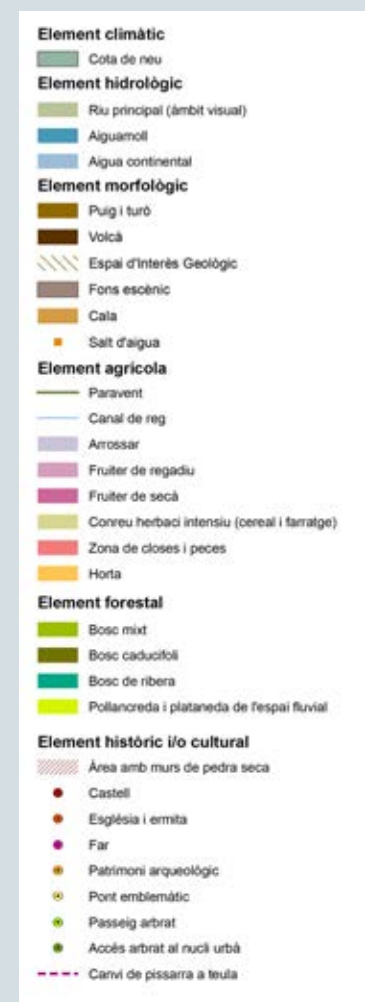 Element climàtic
Cota de neu
Element hidrològic
Riu principal (àmbit visual)
Aiguamoll
Aigua continental
Element morfològic
Puig i turó
Volcà
Espai d'Interès Geològic
Fons escènic
Cala
Salt d'aigua
Element agrícola
Paravent
Canal de reg
Arrossar
Fruiter de regadiu
Fruiter de secà
Conreu herbaci intensiu (cereal i farratge)
Zona de closes i peces
Horta
Element forestal
Bosc mixt
Bosc caducifoli
Bosc de ribera
Pollancreda i plataneda de l'espai fluvial
Element històric i/o cultural
Àrea amb murs de pedra seca
Castell
Església i ermita
Far
Patrimoni arqueològic
Pont emblemàtic
Passeig arbrat
Accés arbrat al nucli urbà
Canvi de pissarra a teula